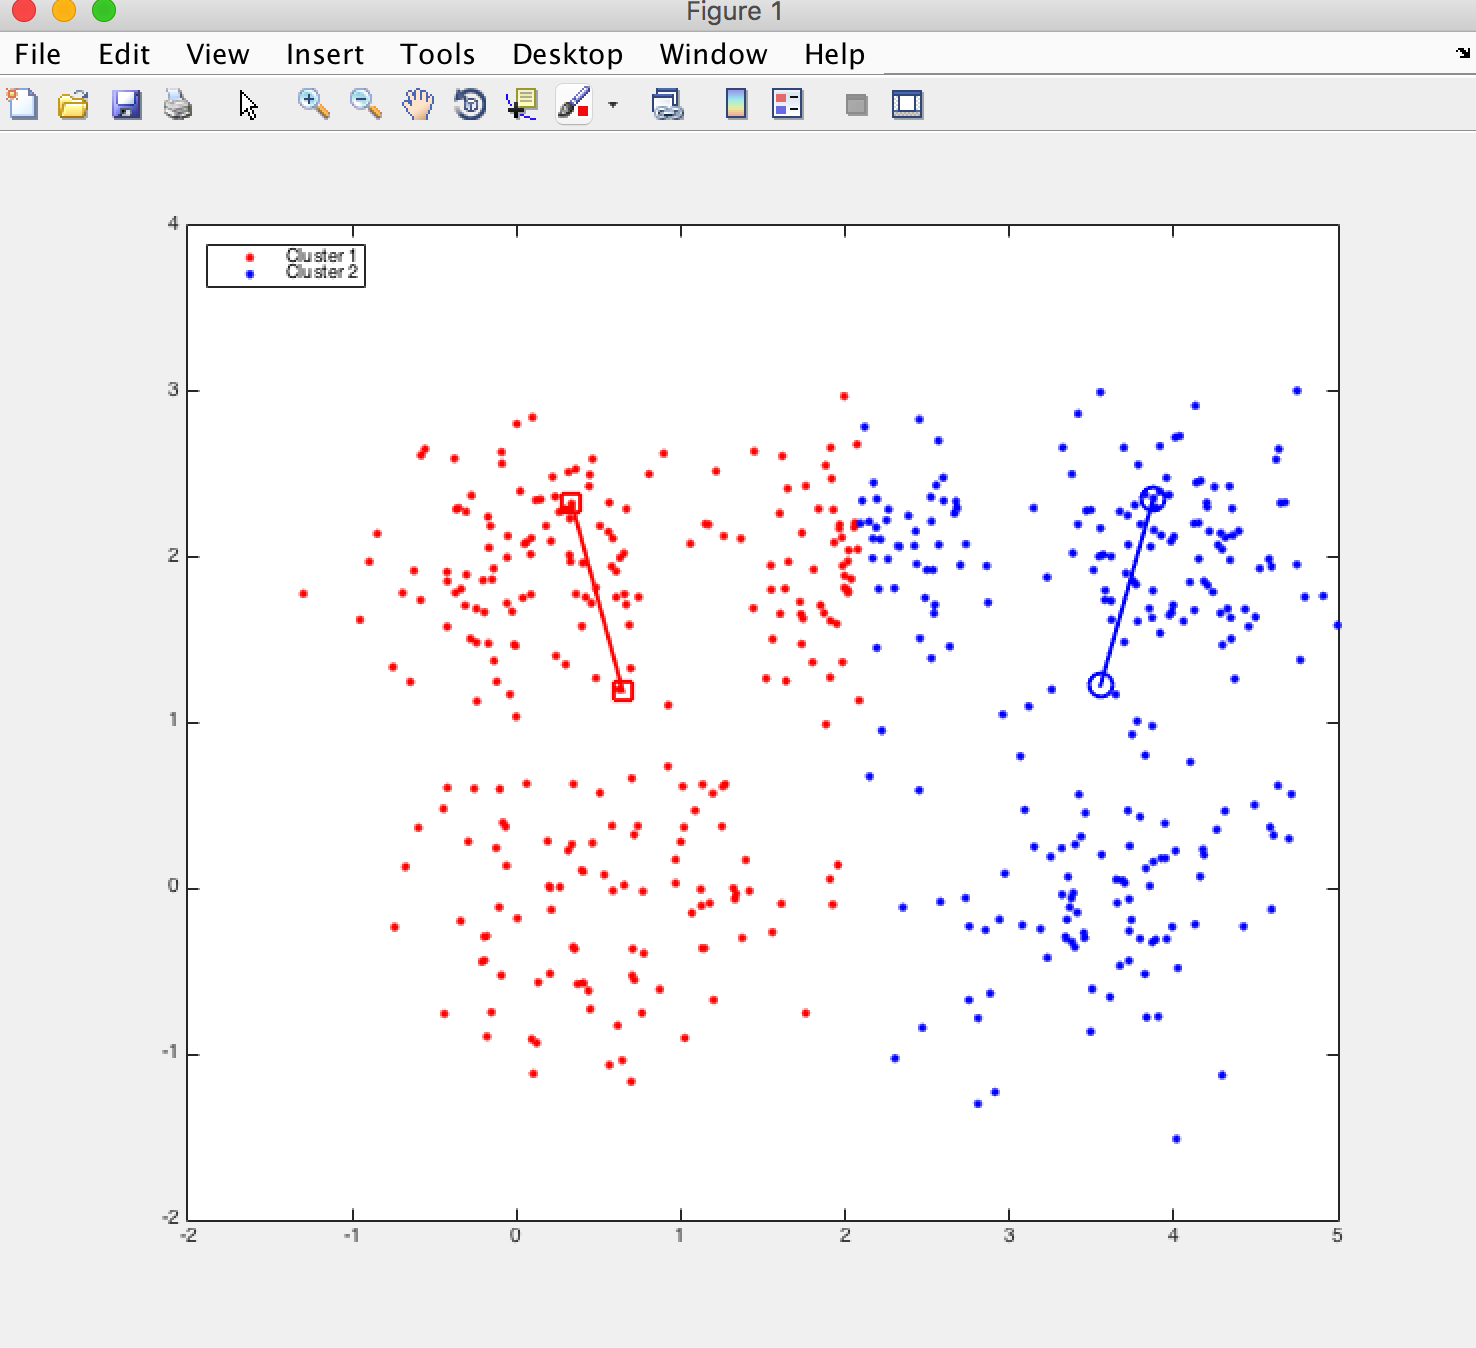 Figure 1
File Edit View Insert Tools Desktop Window Help
4
Cluster 1
Cluster 2
3
2
1
0
-1
-2
-2 -1 0 1 2 3 4 5